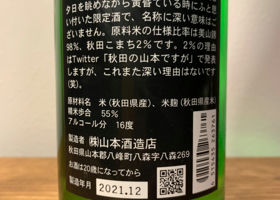 夕日を眺めながら黄昏ている時にふと思
い付いた限定酒で、名称に深い意味はご
ざいません。原料米の仕様比率は美山錦
98%、秋田こまち2%です。2%の理由
はTwitter「秋田の山本ですが」で発表
しますが、これまた深い理由はないです
(笑)。
原材料名 米(秋田県産)、米麹(秋田県産米)
精米歩合 55%
アルコール分 16度
製造者 ㈱山本酒造店
秋田県山本郡八峰町八森字八森269
お酒は20歳になってから
製造年月 2021.12